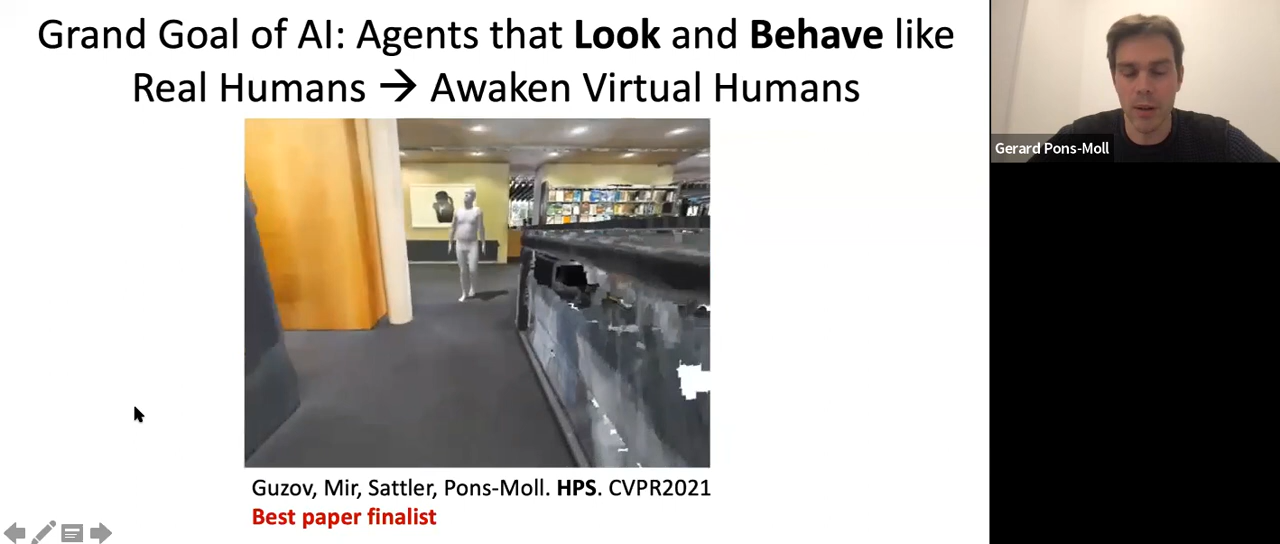 Grand Goal of AI: Agents that Look and Behave like
Real Humans → Awaken Virtual Humans
Gerard Pons-Moll
Guzov, Mir, Sattler, Pons-Moll. HPS. CVPR2021
Best paper finalist